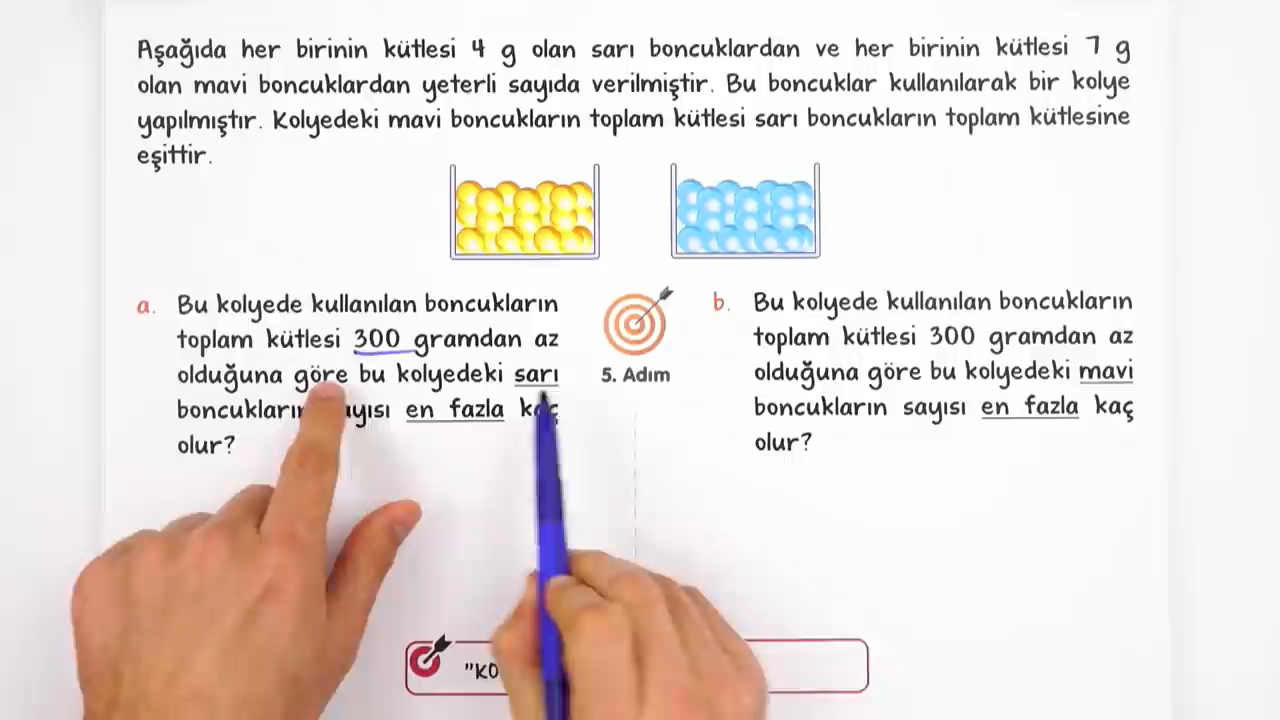 Aşağıda her birinin kütlesi 4 g olan sarı boncuklardan ve her birinin kütlesi 7 g
olan mavi boncuklardan yeterli sayıda verilmiştir. Bu boncuklar kullanılarak bir kolye
yapılmıştır. Kolyedeki mavi boncukların toplam kütlesi sarı boncukların toplam kütlesine
eşittir.
a. Bu kolyede kullanılan boncukların
toplam kütlesi 300 gramdan az
olduğuna göre bu kolyedeki sarı
boncukların sayısı en fazla kaç
olur?
5. Adım
b. Bu kolyede kullanılan boncukların
toplam kütlesi 300 gramdan az
olduğuna göre bu kolyedeki mavi
boncukların sayısı en fazla kaç
olur?